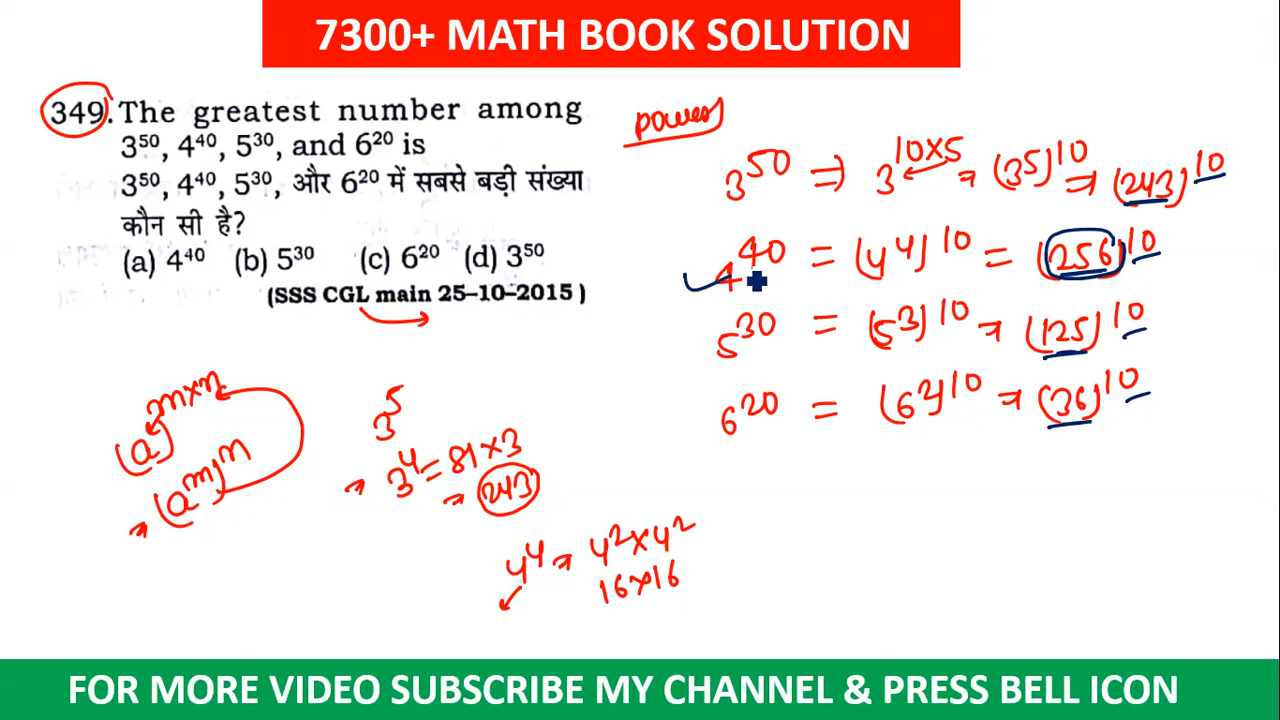 7300+ MATH BOOK SOLUTION
349. The greatest number among
3⁵⁰, 4⁴⁰, 5³⁰, and 6²⁰ is
3⁵⁰, 4⁴⁰, 5³⁰, और 6²⁰ में सबसे बड़ी संख्या
कौन सी है?
(a) 4⁴⁰ (b) 5³⁰ (c) 6²⁰ (d) 3⁵⁰
(SSS CGL main 25-10-2015)
power
3⁵⁰ ⇒ 3¹⁰ˣ⁵ ⇒ (3⁵)¹⁰ ⇒ (243)¹⁰
4⁴⁰ = (4⁴)¹⁰ = (256)¹⁰
5³⁰ = (5³)¹⁰ ⇒ (125)¹⁰
6²⁰ = (6²)¹⁰ ⇒ (36)¹⁰
(a)ᵐˣⁿ
⇒ (aᵐ)ⁿ
3⁵
⇒ 3⁴ = 81×3
⇒ 243
4⁴ ⇒ 4²×4²
16×16
FOR MORE VIDEO SUBSCRIBE MY CHANNEL & PRESS BELL ICON